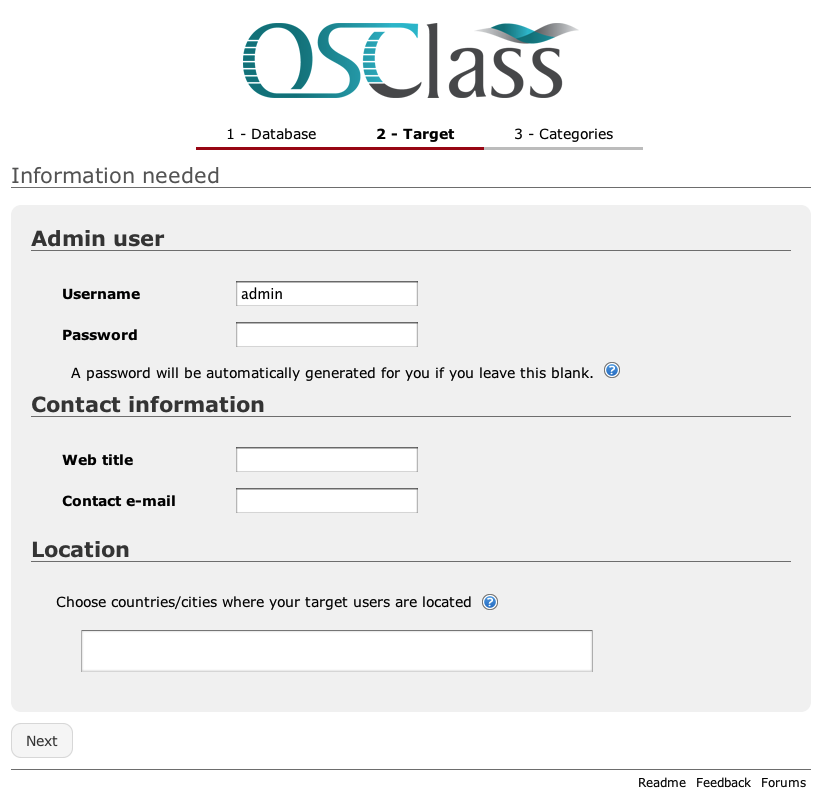 OSClass
1 - Database 2 - Target 3 - Categories
Information needed
Admin user
Username admin
Password
A password will be automatically generated for you if you leave this blank. ?
Contact information
Web title
Contact e-mail
Location
Choose countries/cities where your target users are located ?
Next
Readme Feedback Forums